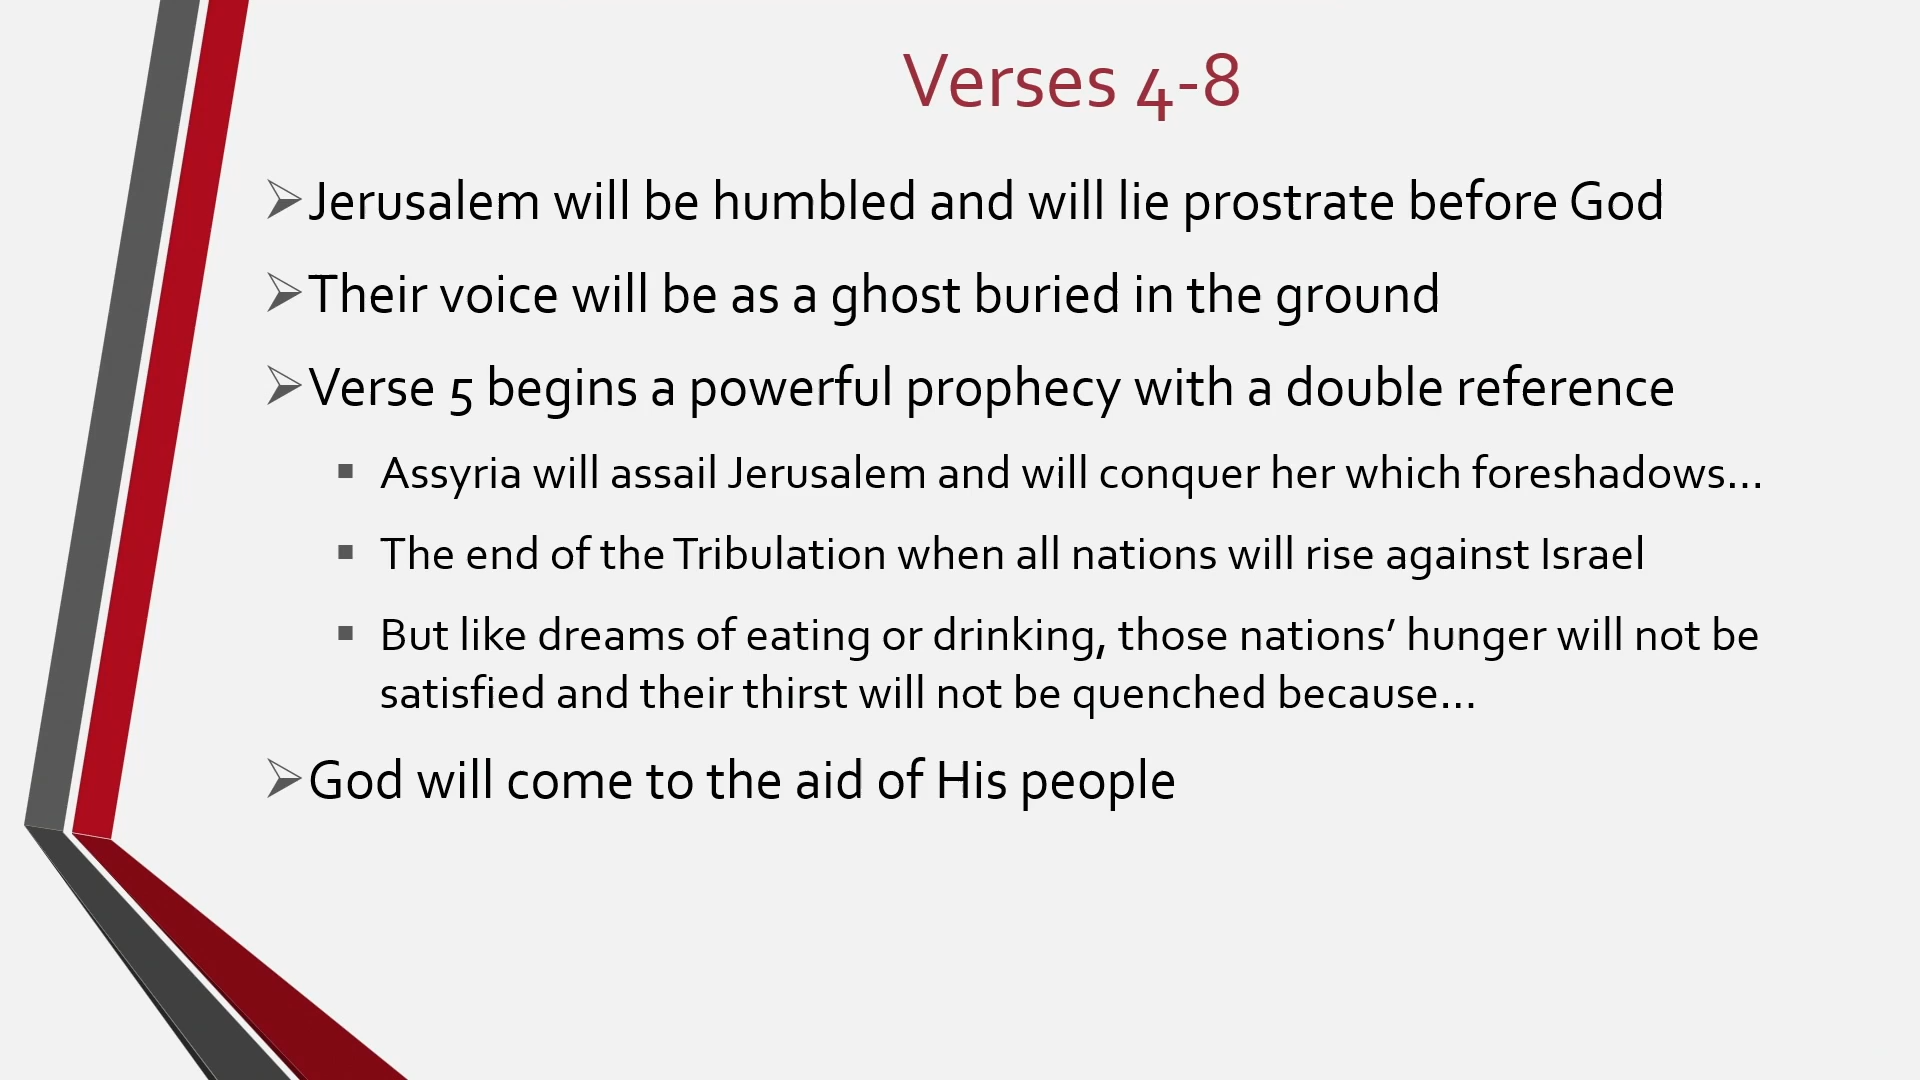 Verses 4-8
Jerusalem will be humbled and will lie prostrate before God
Their voice will be as a ghost buried in the ground
Verse 5 begins a powerful prophecy with a double reference
Assyria will assail Jerusalem and will conquer her which foreshadows...
The end of the Tribulation when all nations will rise against Israel
But like dreams of eating or drinking, those nations’ hunger will not be
satisfied and their thirst will not be quenched because...
God will come to the aid of His people